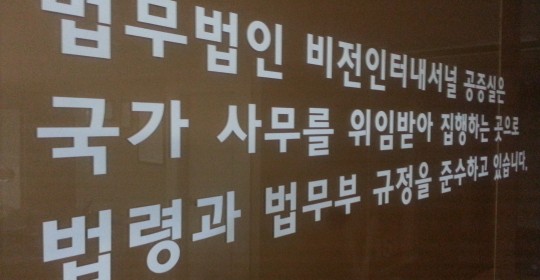 법무법인 비전인터내셔널 공증실은
국가 사무를 위임받아 집행하는 곳으로
법령과 법무부 규정을 준수하고 있습니다.